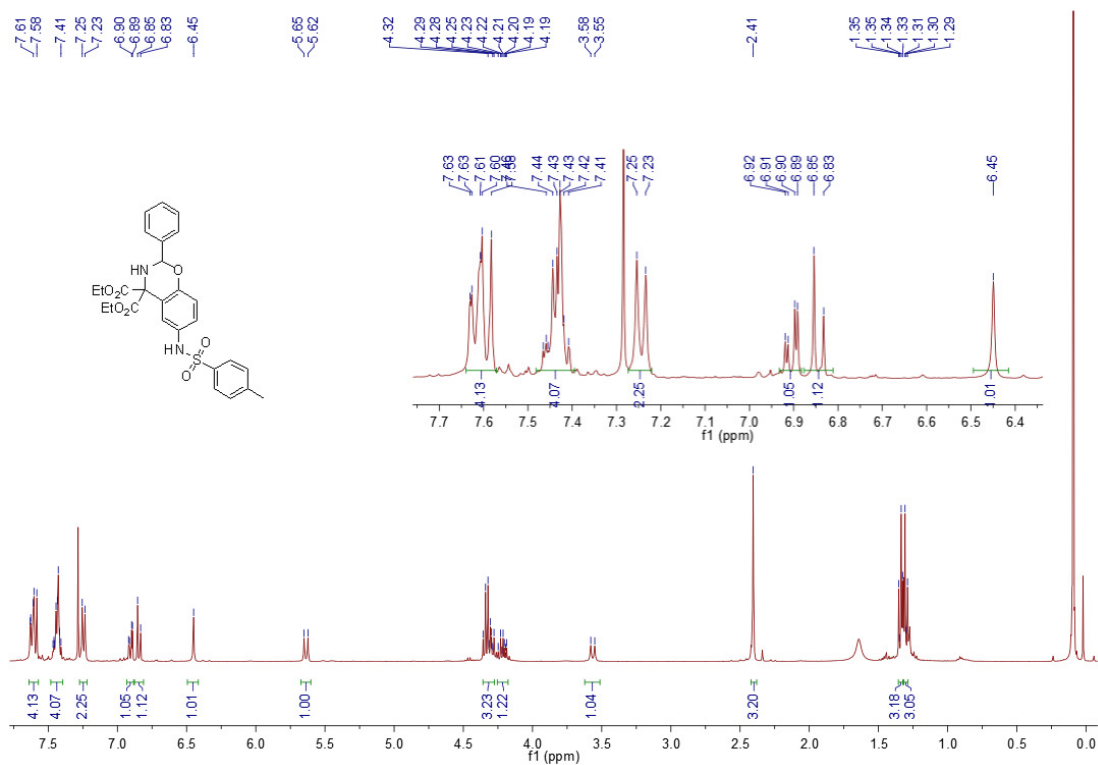 7.61 7.58 7.41 7.25 7.23 6.90 6.89 6.85 6.83 6.45 5.65 5.62 4.32 4.29 4.28 4.25 4.23 4.22 4.21 4.20 4.19 4.19 3.58 3.55 2.41 1.35 1.35 1.34 1.33 1.31 1.30 1.29
7.63 7.63 7.61 7.60 7.58 7.46 7.44 7.43 7.43 7.42 7.41 7.25 7.23 6.92 6.91 6.90 6.89 6.85 6.83 6.45
HN
O
EtO2C
EtO2C
NH
S
O
O
4.13 4.07 2.25 1.05 1.12 1.01
7.7 7.6 7.5 7.4 7.3 7.2 7.1 7.0 6.9 6.8 6.7 6.6 6.5 6.4
f1 (ppm)
4.13 4.07 2.25 1.05 1.12 1.01 1.00 3.23 1.22 1.04 3.20 3.18 3.05
7.5 7.0 6.5 6.0 5.5 5.0 4.5 4.0 3.5 3.0 2.5 2.0 1.5 1.0 0.5 0.0
f1 (ppm)